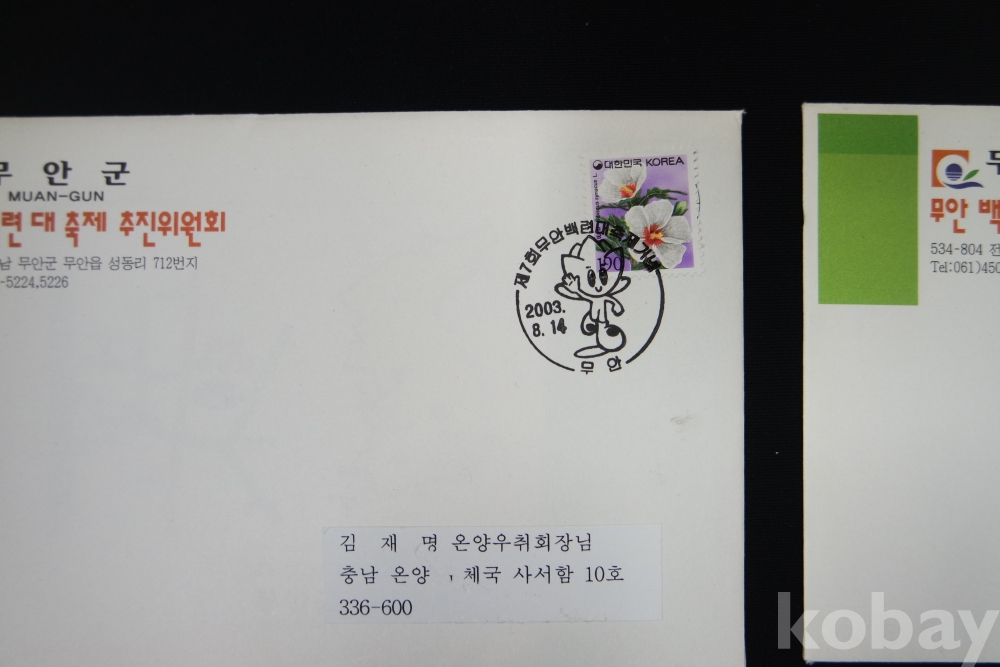 무안군
MUAN-GUN
련대축제 추진위원회
남 무안군 무안읍 성동리 712번지
-5224,5226
대한민국 KOREA
190
제7회무안백련대축제기념
2003.
8. 14
무안
김 재 명 온양우취회장님
충남 온양 , 체국 사서함 10호
336-600
무
무안 백
534-804 전
Tel:061)450
kobay